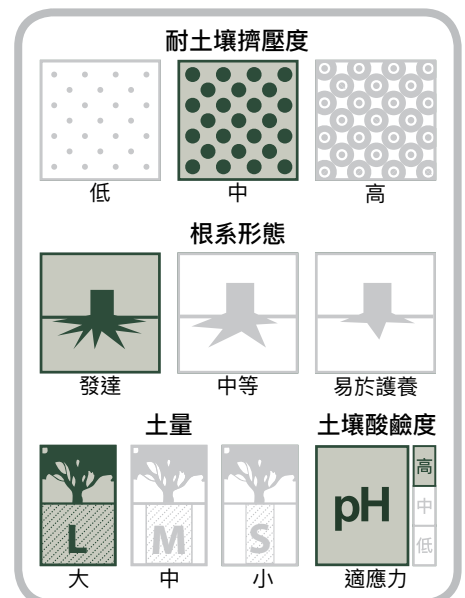 耐土壤擠壓度
低 中 高
根系形態
發達 中等 易於護養
土量 土壤酸鹼度
L M S pH 高
中
低
大 中 小 適應力